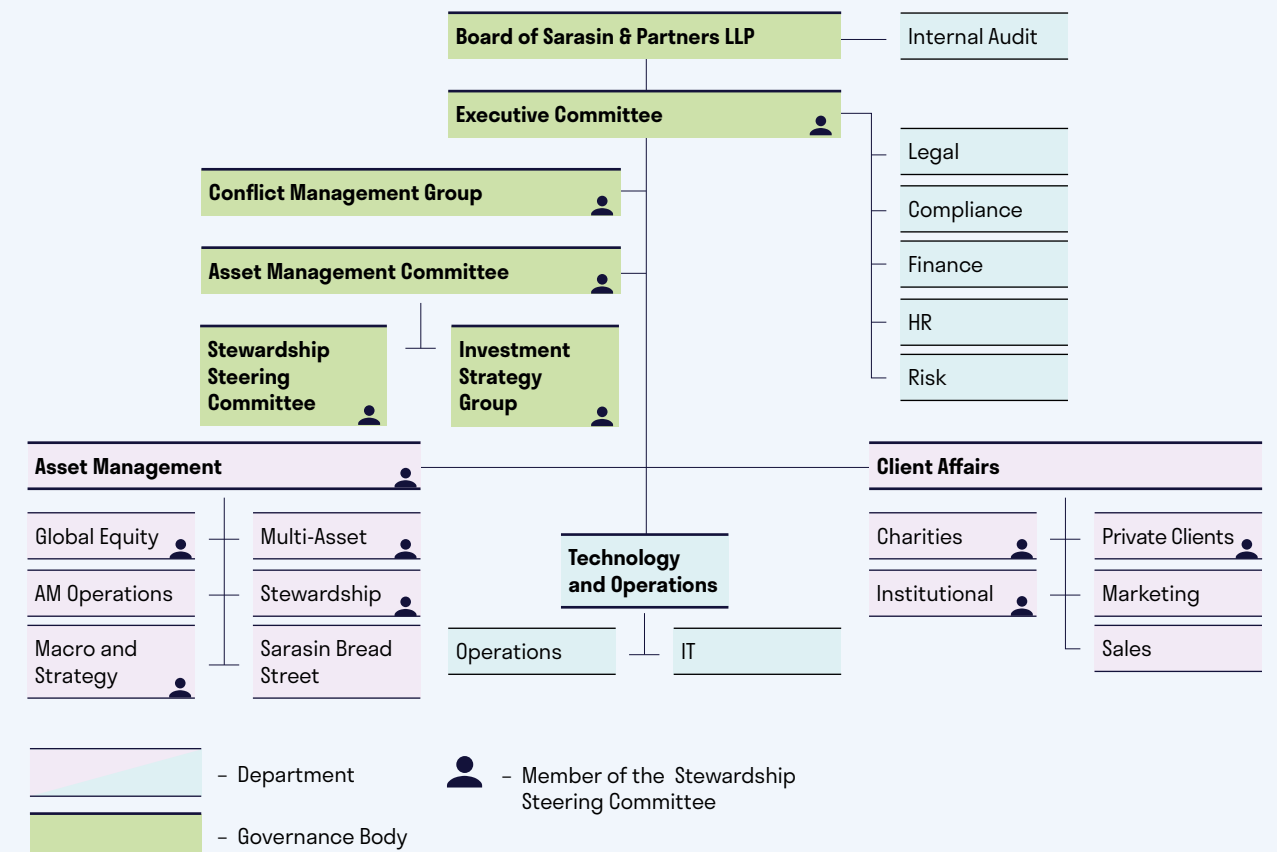 Board of Sarasin & Partners LLP
Internal Audit
Executive Committee
Legal
Compliance
Finance
HR
Risk
Conflict Management Group
Asset Management Committee
Stewardship
Steering
Committee
Investment
Strategy
Group
Asset Management
Global Equity
Multi-Asset
AM Operations
Stewardship
Macro and
Strategy
Sarasin Bread
Street
Technology
and Operations
Operations
IT
Client Affairs
Charities
Private Clients
Institutional
Marketing
Sales
– Department
– Governance Body
– Member of the Stewardship
Steering Committee